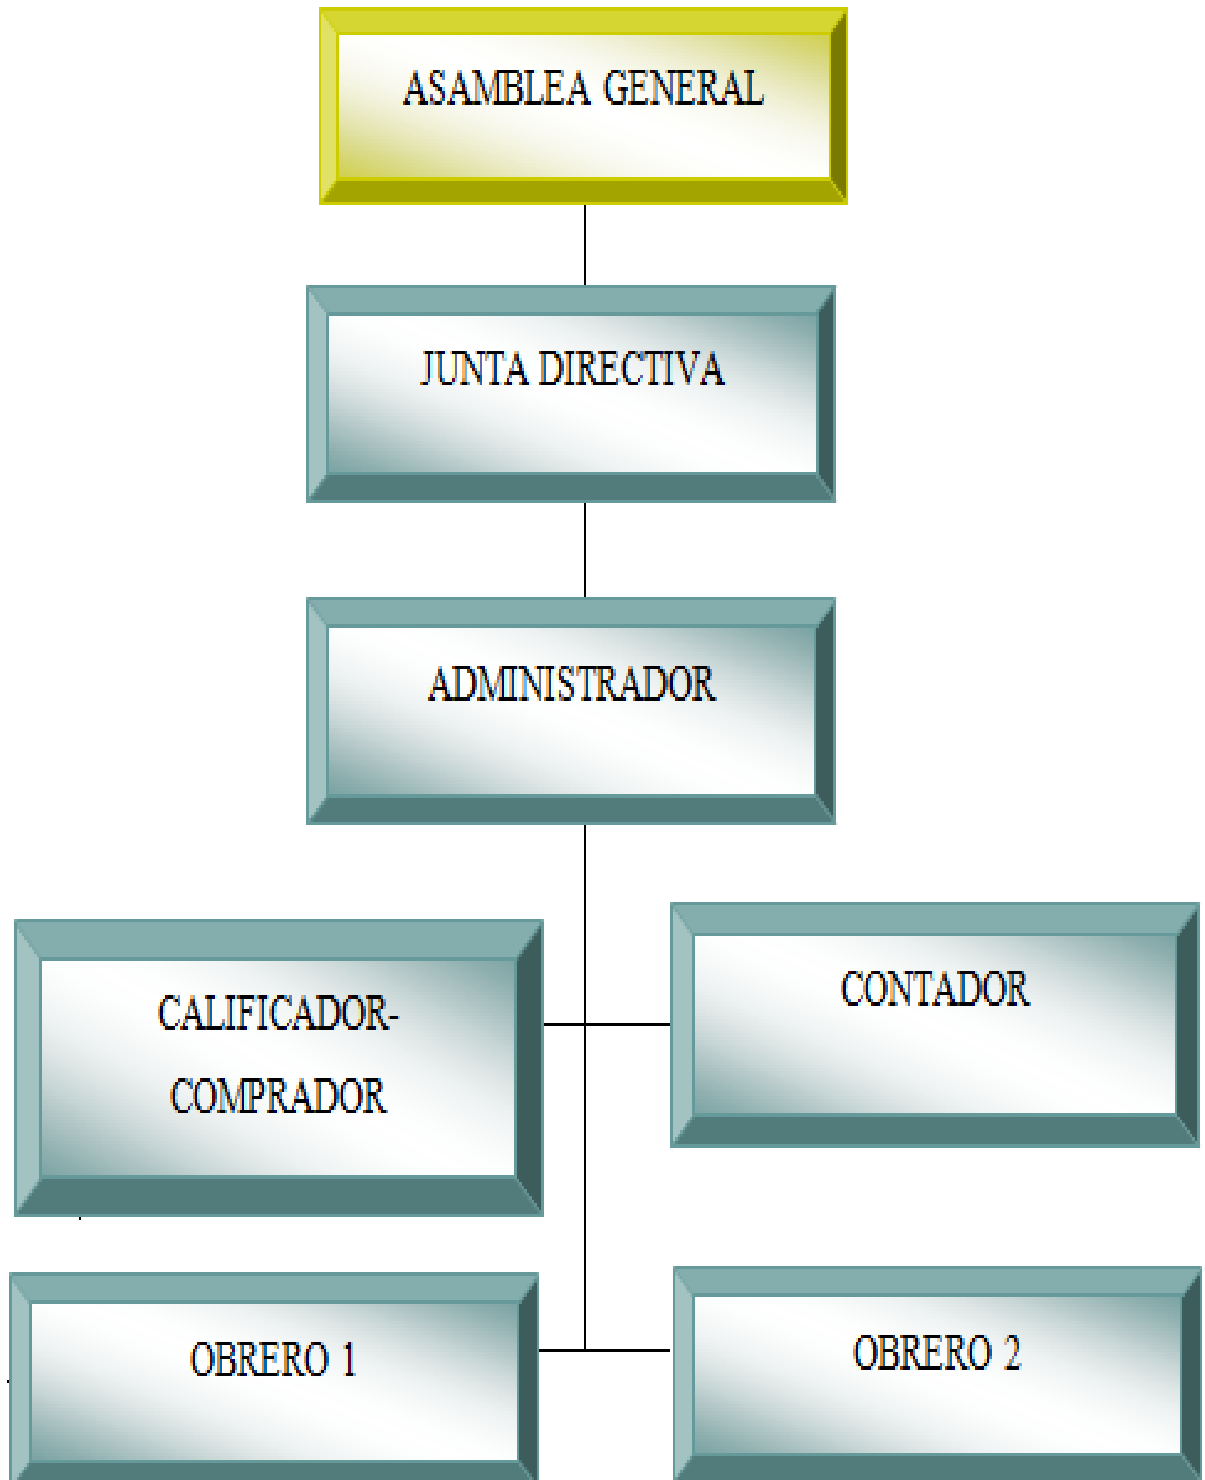 ASAMBLEA GENERAL
JUNTA DIRECTIVA
ADMINISTRADOR
CALIFICADOR-
COMPRADOR
CONTADOR
OBRERO 1
OBRERO 2